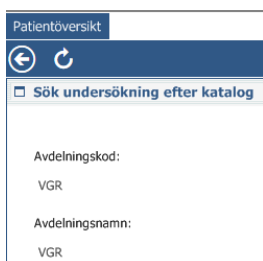 Patientöversikt
Sök undersökning efter katalog
Avdelningskod:
VGR
Avdelningsnamn:
VGR